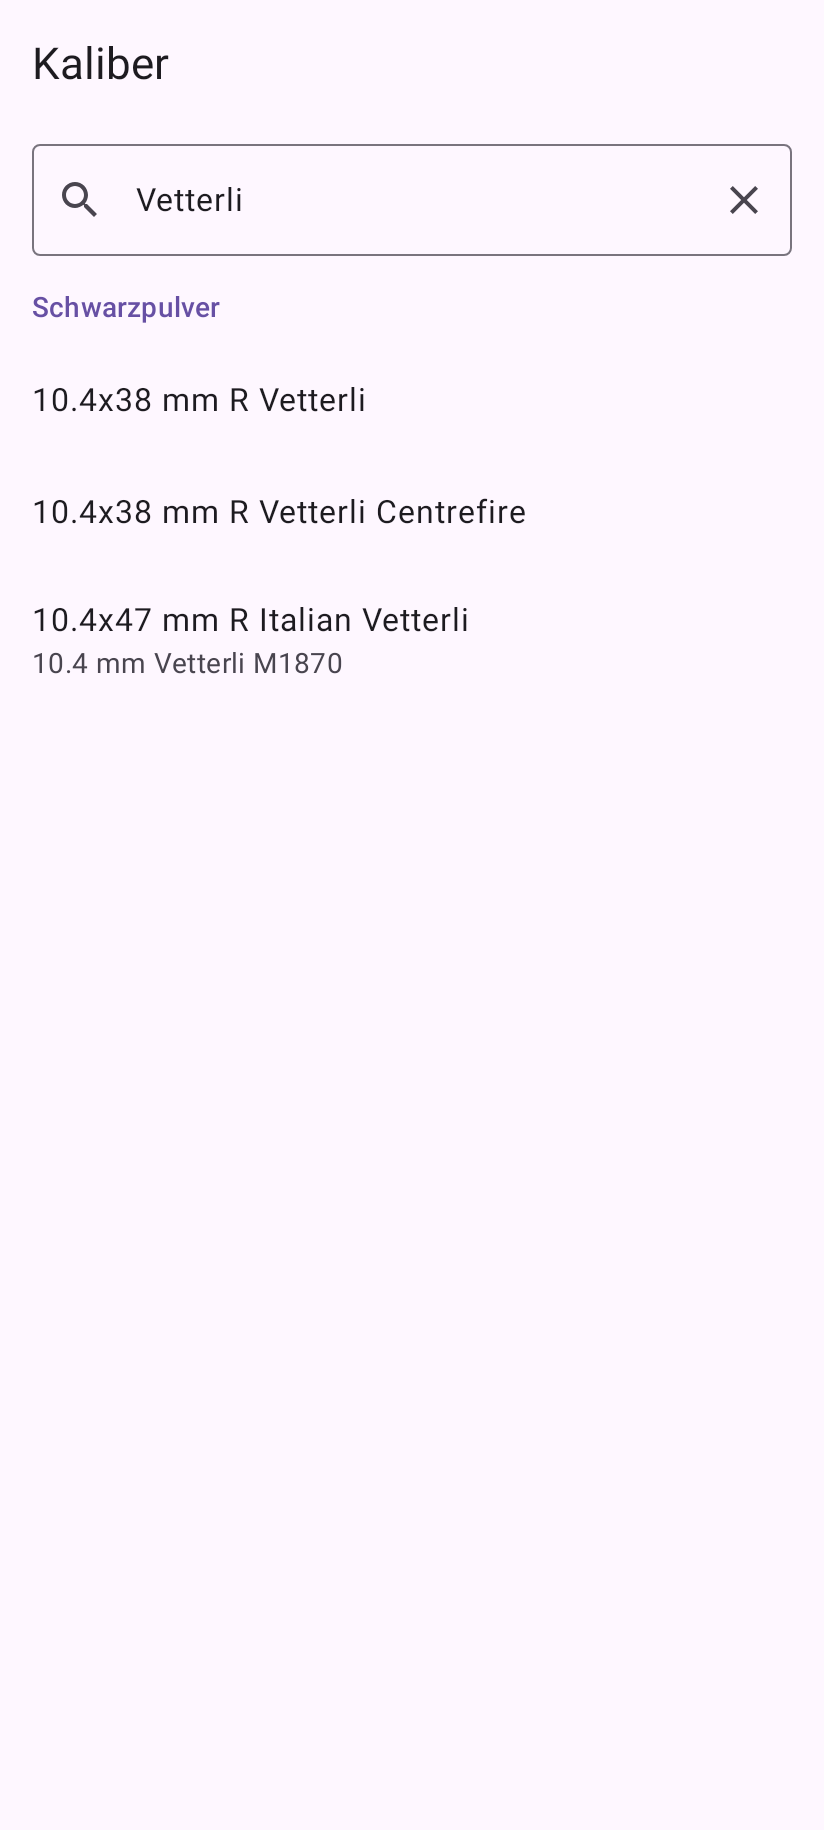 Kaliber
Vetterli
Schwarzpulver
10.4x38 mm R Vetterli
10.4x38 mm R Vetterli Centrefire
10.4x47 mm R Italian Vetterli
10.4 mm Vetterli M1870